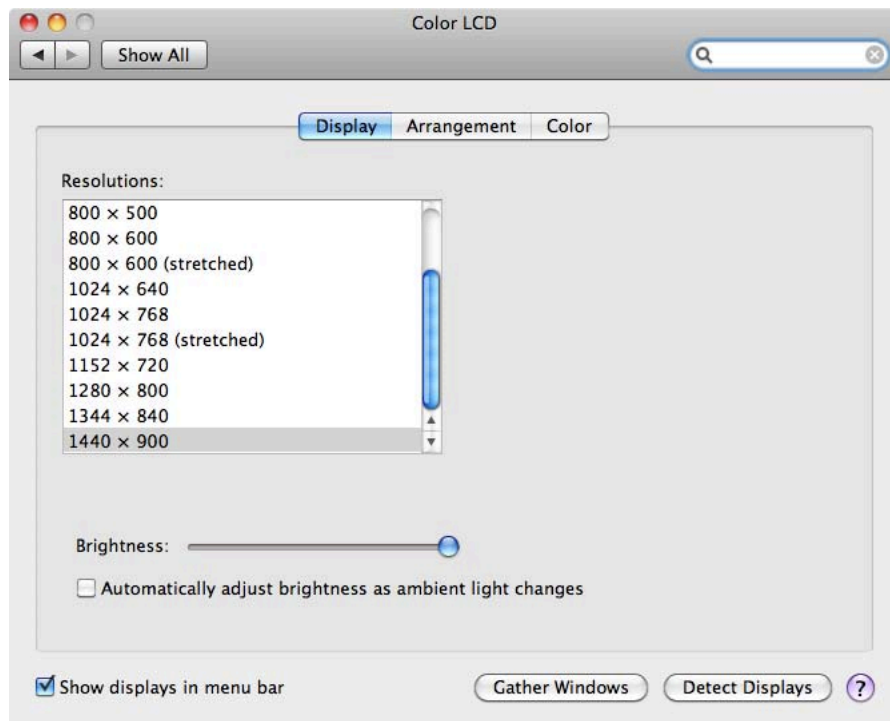 Color LCD
Show All
Display Arrangement Color
Resolutions:
800 × 500
800 × 600
800 × 600 (stretched)
1024 × 640
1024 × 768
1024 × 768 (stretched)
1152 × 720
1280 × 800
1344 × 840
1440 × 900
Brightness:
Automatically adjust brightness as ambient light changes
Show displays in menu bar Gather Windows Detect Displays ?